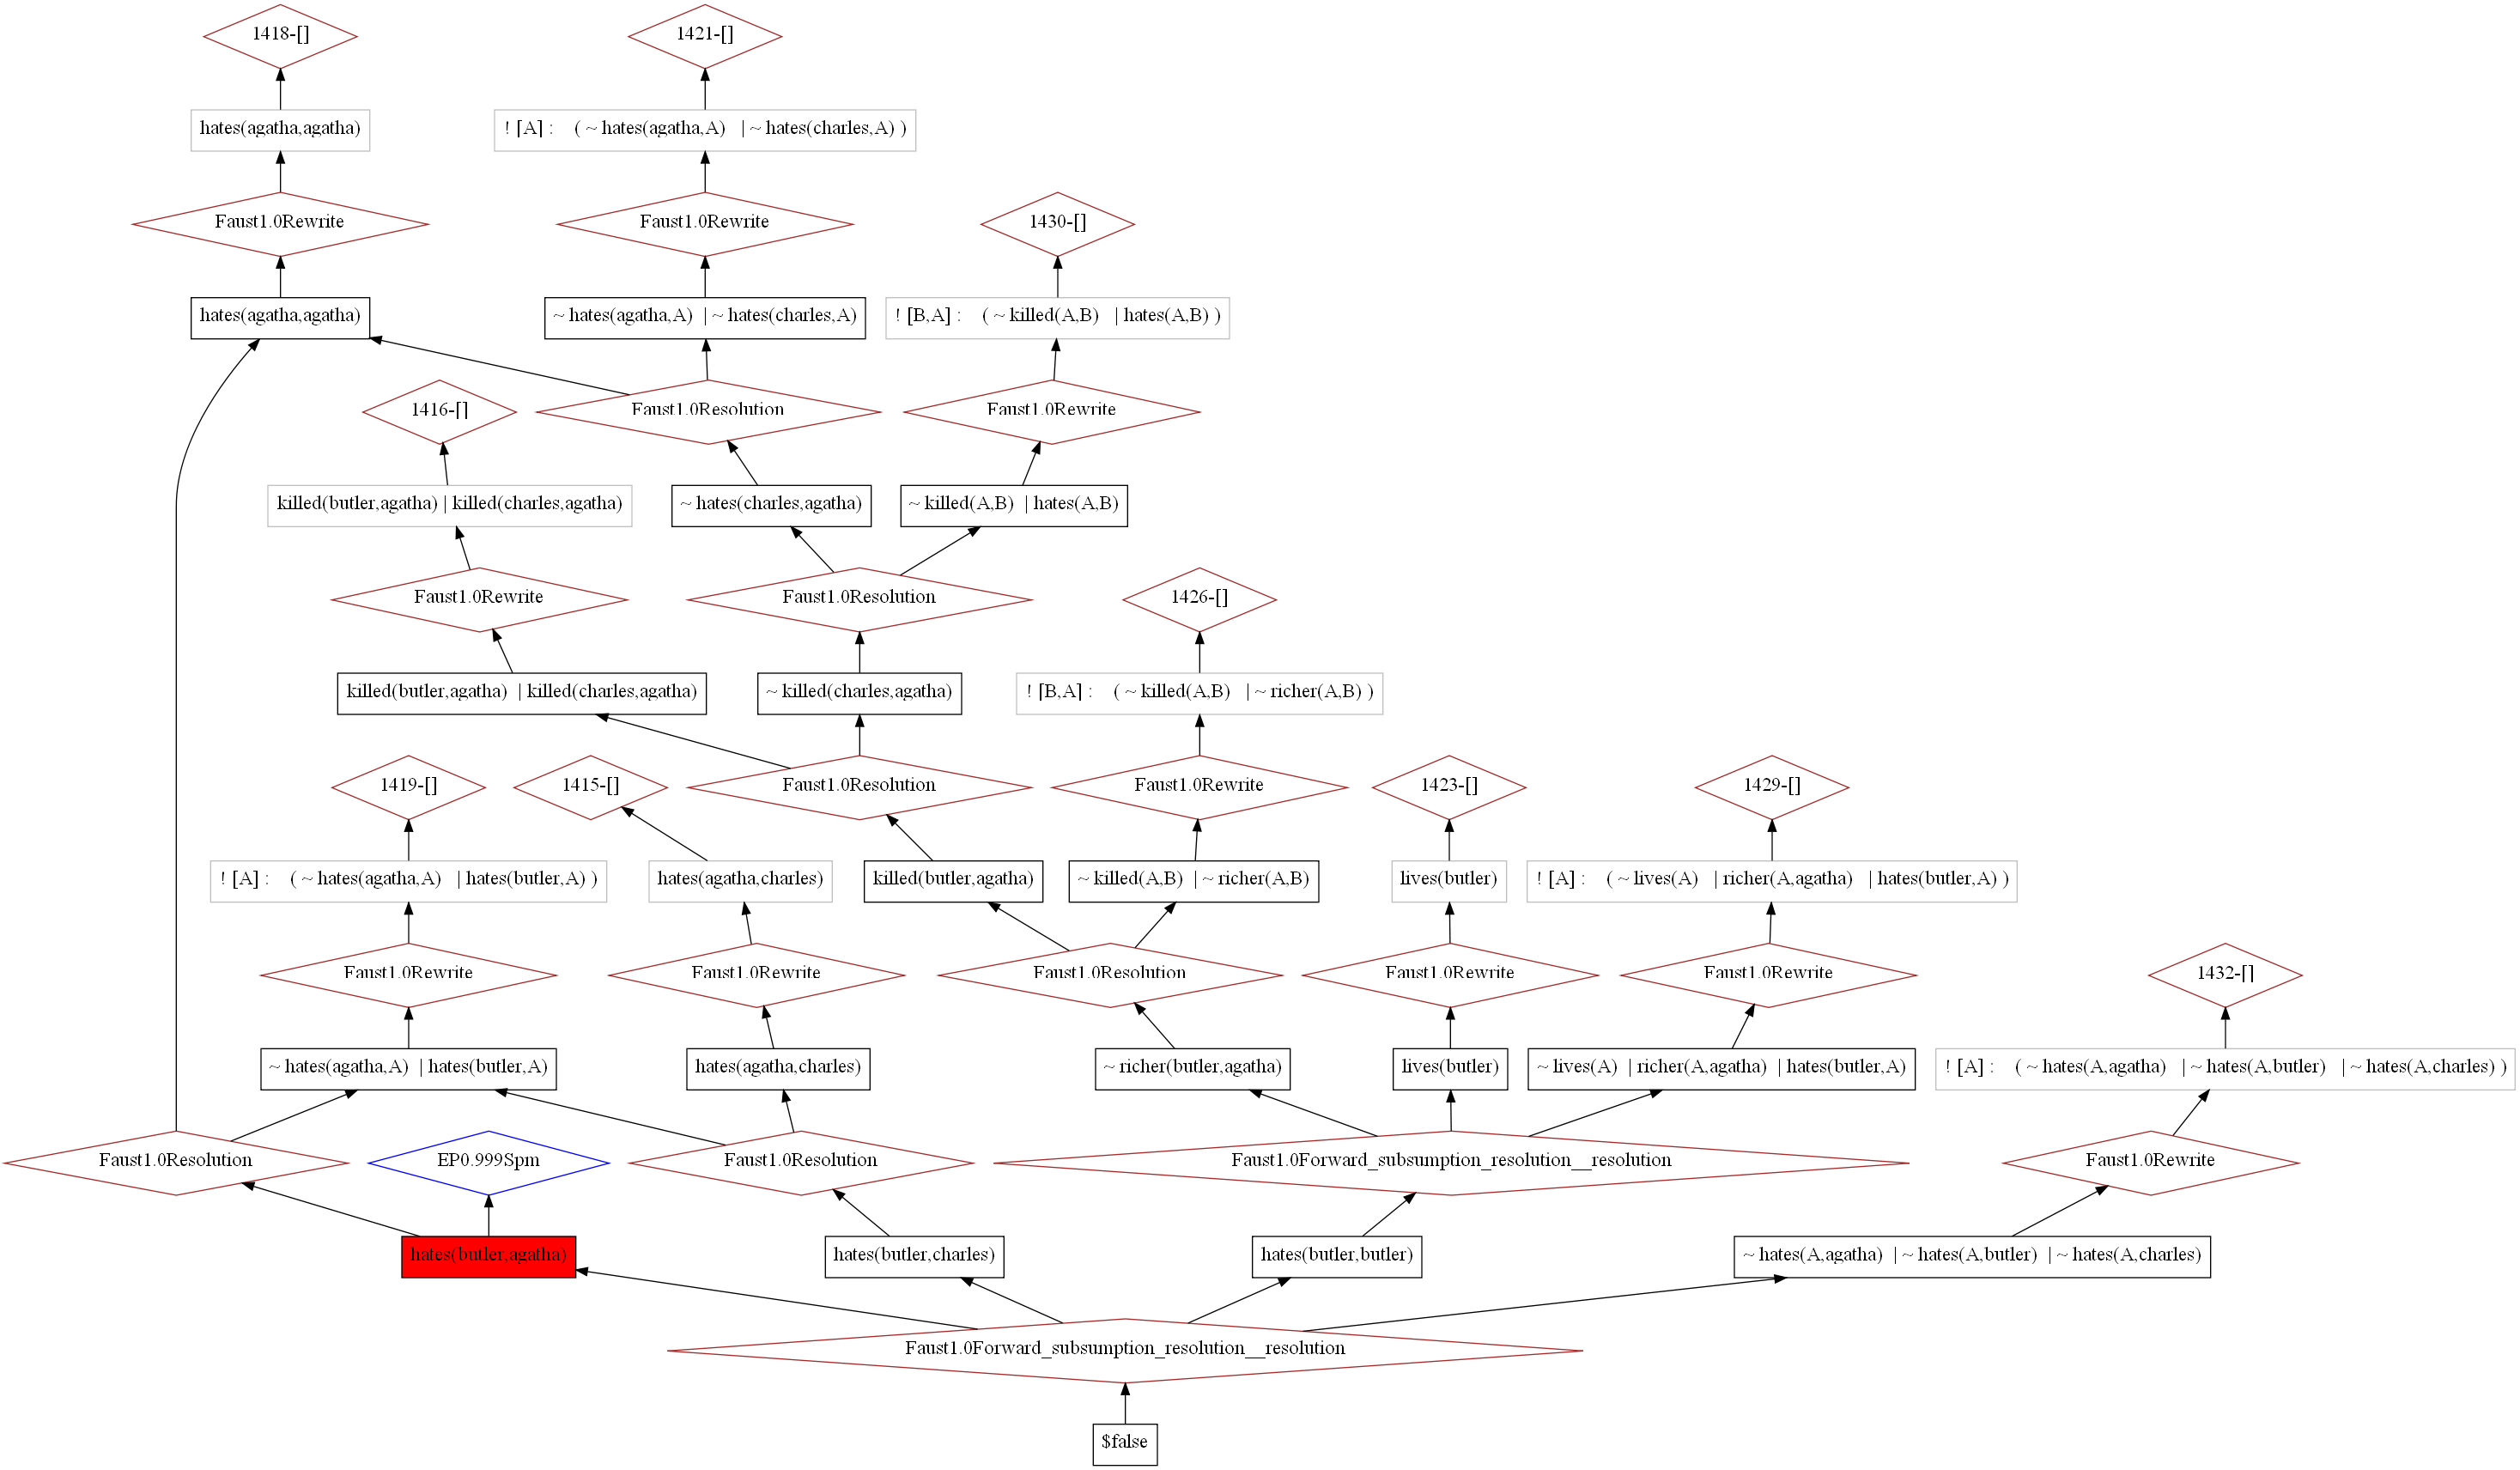 1418-[]
1421-[]
hates(agatha,agatha)
! [A] : ( ~ hates(agatha,A) | ~ hates(charles,A) )
Faust1.0Rewrite
Faust1.0Rewrite
1430-[]
hates(agatha,agatha)
~ hates(agatha,A) | ~ hates(charles,A)
! [B,A] : ( ~ killed(A,B) | hates(A,B) )
1416-[]
Faust1.0Resolution
Faust1.0Rewrite
killed(butler,agatha) | killed(charles,agatha)
~ hates(charles,agatha)
~ killed(A,B) | hates(A,B)
Faust1.0Rewrite
Faust1.0Resolution
1426-[]
killed(butler,agatha) | killed(charles,agatha)
~ killed(charles,agatha)
! [B,A] : ( ~ killed(A,B) | ~ richer(A,B) )
1419-[]
1415-[]
Faust1.0Resolution
Faust1.0Rewrite
1423-[]
1429-[]
! [A] : ( ~ hates(agatha,A) | hates(butler,A) )
hates(agatha,charles)
killed(butler,agatha)
~ killed(A,B) | ~ richer(A,B)
lives(butler)
! [A] : ( ~ lives(A) | richer(A,agatha) | hates(butler,A) )
Faust1.0Rewrite
Faust1.0Rewrite
Faust1.0Resolution
Faust1.0Rewrite
Faust1.0Rewrite
1432-[]
~ hates(agatha,A) | hates(butler,A)
hates(agatha,charles)
~ richer(butler,agatha)
lives(butler)
~ lives(A) | richer(A,agatha) | hates(butler,A)
! [A] : ( ~ hates(A,agatha) | ~ hates(A,butler) | ~ hates(A,charles) )
Faust1.0Resolution
EP0.999Spm
Faust1.0Resolution
Faust1.0Forward_subsumption_resolution__resolution
Faust1.0Rewrite
hates(butler,agatha)
hates(butler,charles)
hates(butler,butler)
~ hates(A,agatha) | ~ hates(A,butler) | ~ hates(A,charles)
Faust1.0Forward_subsumption_resolution__resolution
$false